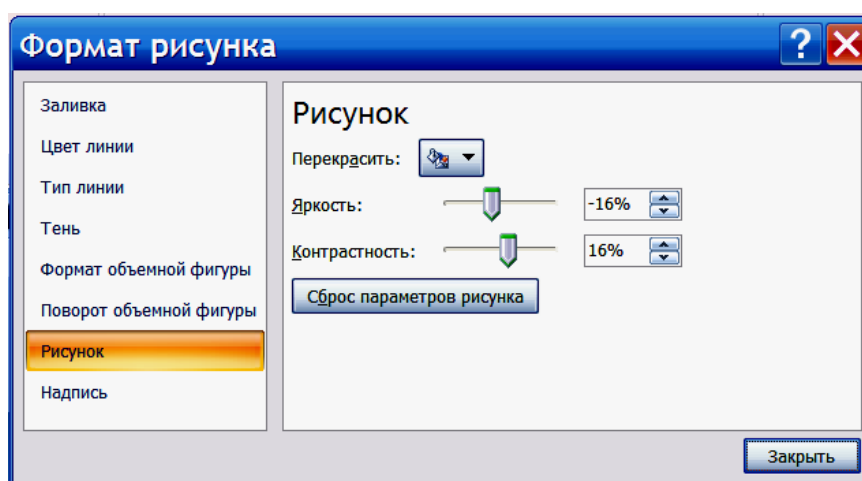 Формат рисунка
Заливка
Цвет линии
Тип линии
Тень
Формат объемной фигуры
Поворот объемной фигуры
Рисунок
Надпись
Рисунок
Перекрасить:
Яркость: -16%
Контрастность: 16%
Сброс параметров рисунка
Закрыть